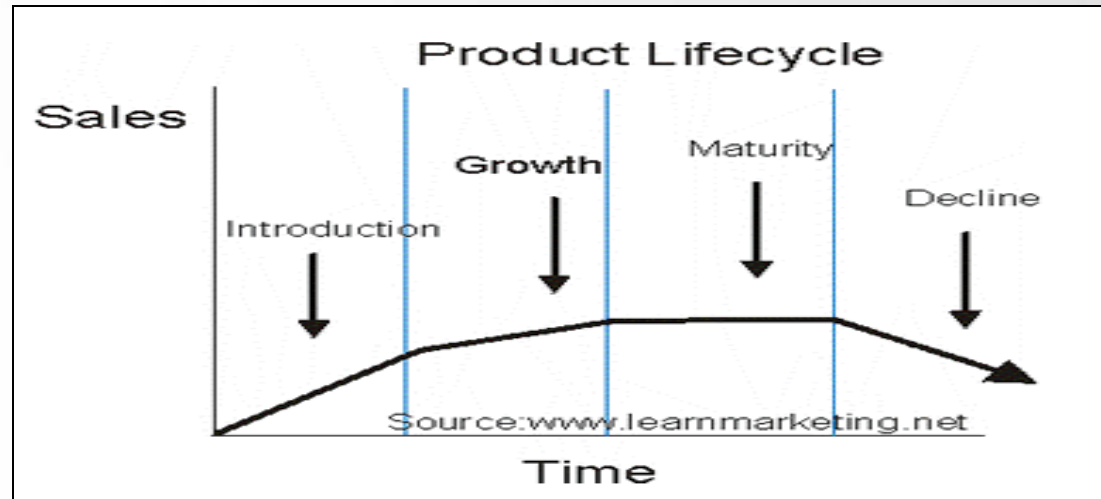 Product Lifecycle
Sales
Introduction
Growth
Maturity
Decline
Source:www.learnmarketing.net
Time